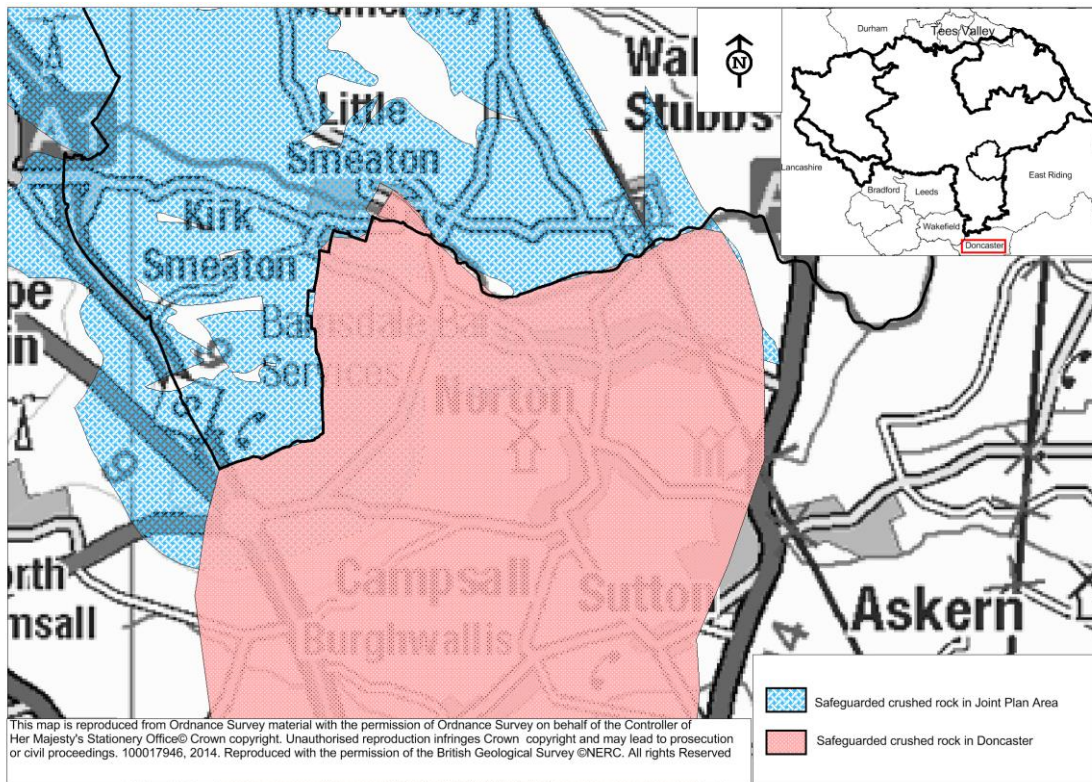 Little
Smeaton
Kirk
Smeaton
Barnsdale Bar
Services
Norton
Campsall
Sutton
Burghwallis
Askern
N
Durham
Tees Valley
Lancashire
East Riding
Bradford
Leeds
Wakefield
Doncaster
Safeguarded crushed rock in Joint Plan Area
Safeguarded crushed rock in Doncaster
This map is reproduced from Ordnance Survey material with the permission of Ordnance Survey on behalf of the Controller of
Her Majesty's Stationery Office© Crown copyright. Unauthorised reproduction infringes Crown copyright and may lead to prosecution
or civil proceedings. 100017946, 2014. Reproduced with the permission of the British Geological Survey ©NERC. All rights Reserved